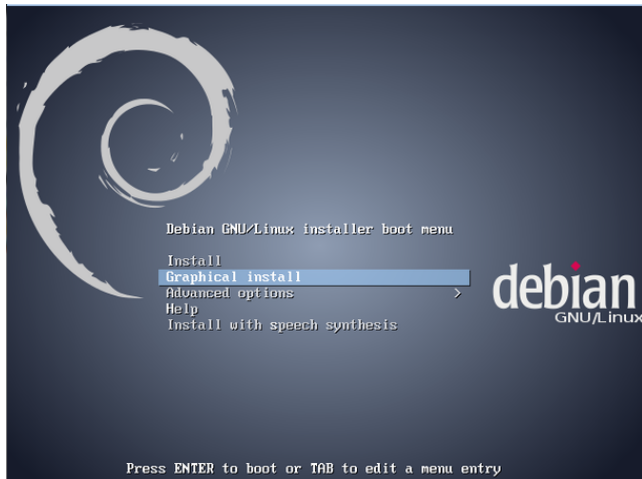 Debian GNU/Linux installer boot menu
Install
Graphical install
Advanced options >
Help
Install with speech synthesis
debian
GNU/Linux
Press ENTER to boot or TAB to edit a menu entry